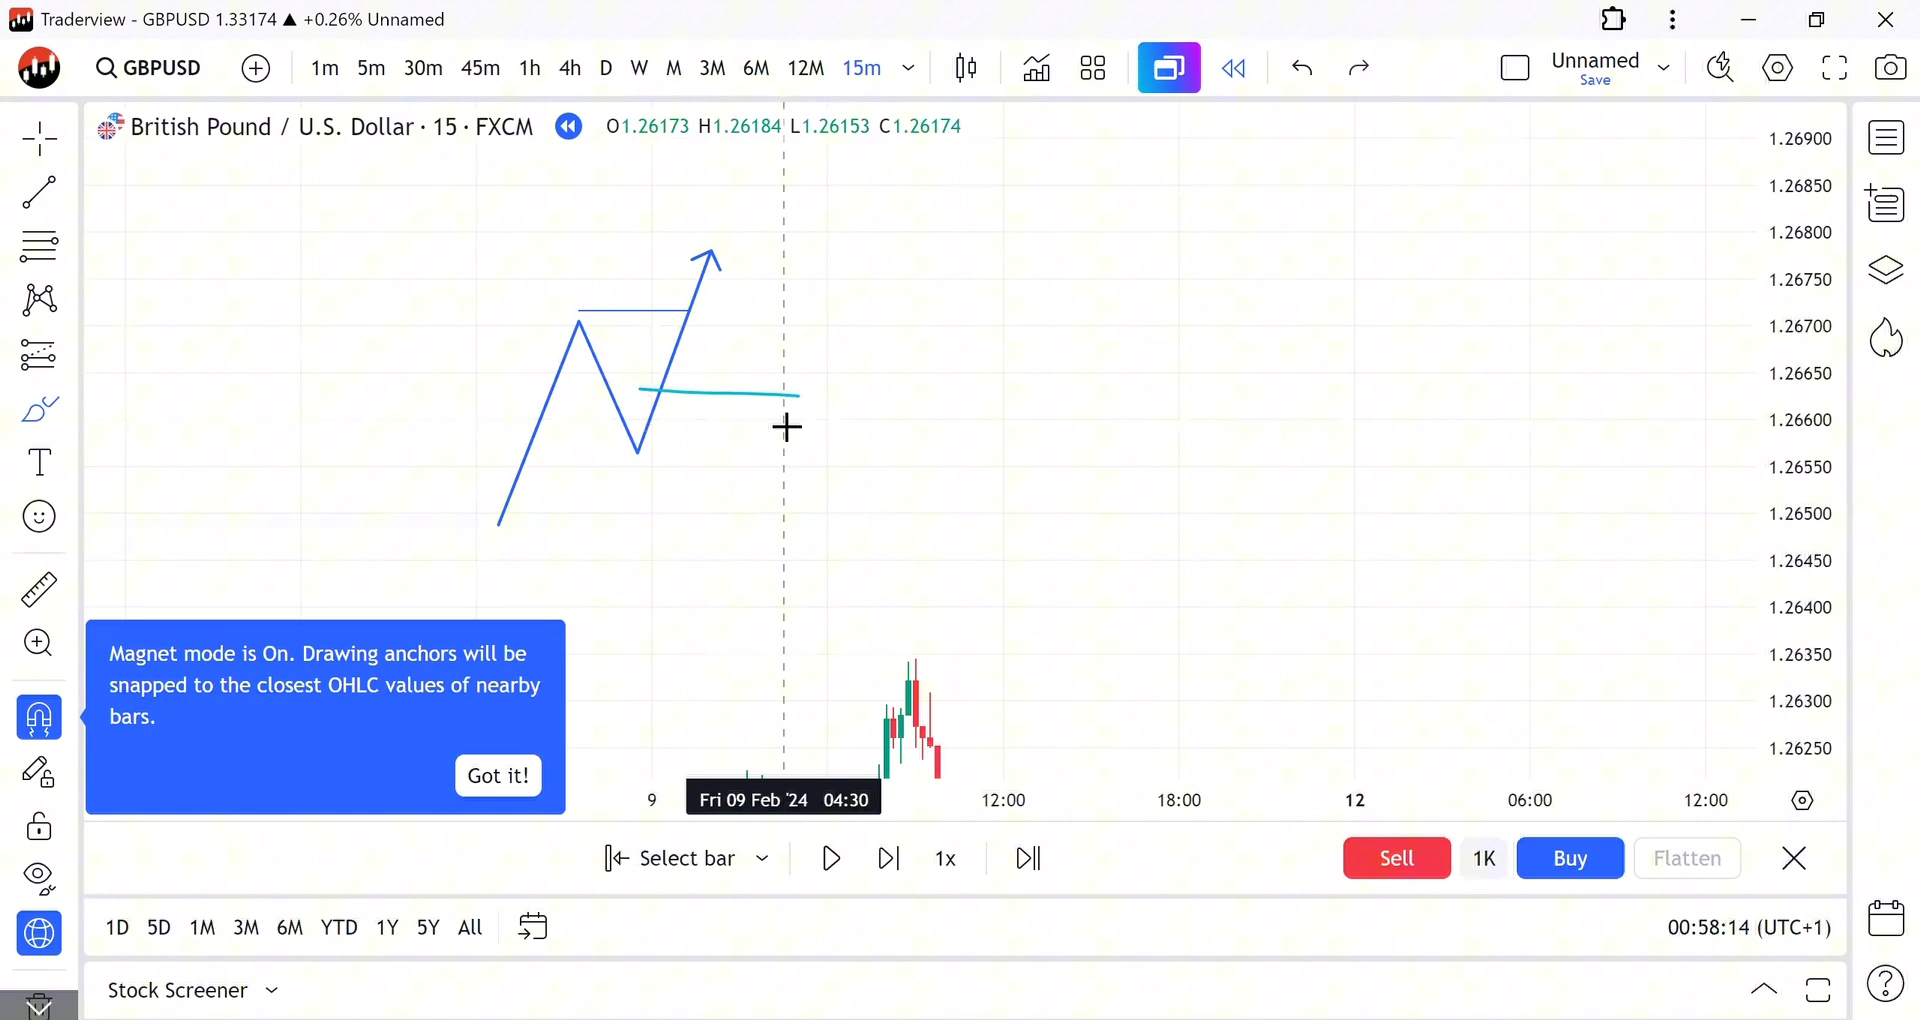 Traderview - GBPUSD 1.33174 ▲ +0.26% Unnamed
GBPUSD 1m 5m 30m 45m 1h 4h D W M 3M 6M 12M 15m Unnamed
Save
British Pound / U.S. Dollar · 15 · FXCM O1.26173 H1.26184 L1.26153 C1.26174
1.26900
1.26850
1.26800
1.26750
1.26700
1.26650
1.26600
1.26550
1.26500
1.26450
1.26400
1.26350
1.26300
1.26250
Magnet mode is On. Drawing anchors will be
snapped to the closest OHLC values of nearby
bars.
Got it!
9 Fri 09 Feb '24 04:30 12:00 18:00 12 06:00 12:00
Select bar 1x Sell 1K Buy Flatten
1D 5D 1M 3M 6M YTD 1Y 5Y All 00:58:14 (UTC+1)
Stock Screener